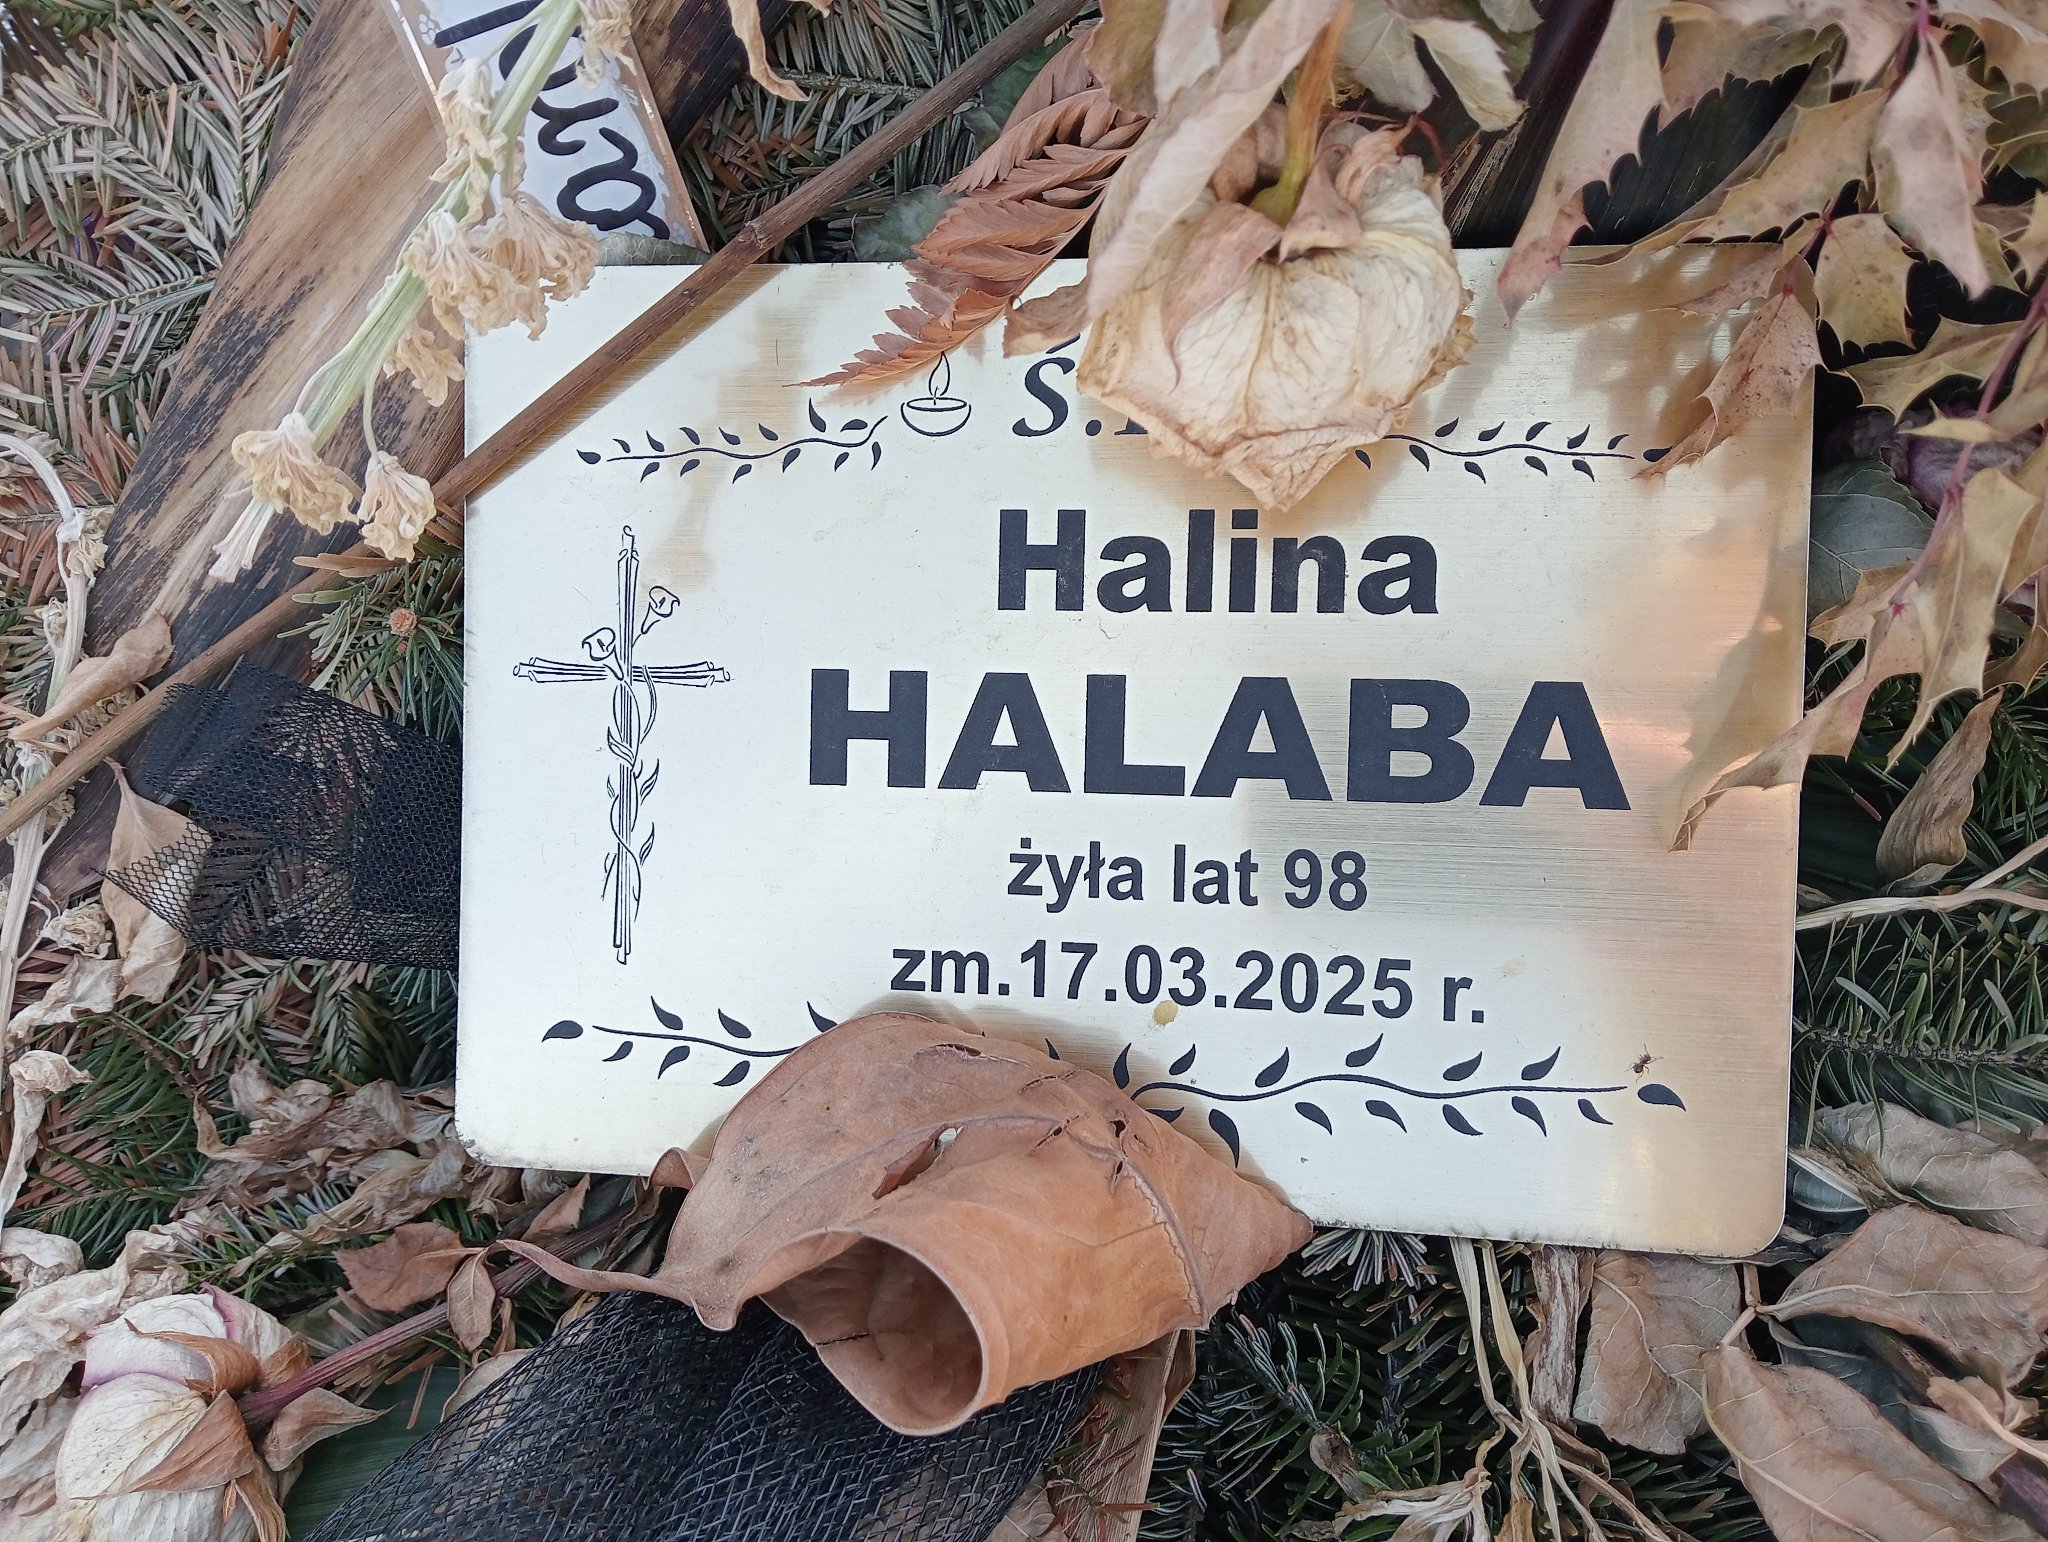 Ś.
Halina
HALABA
żyła lat 98
zm.17.03.2025 r.